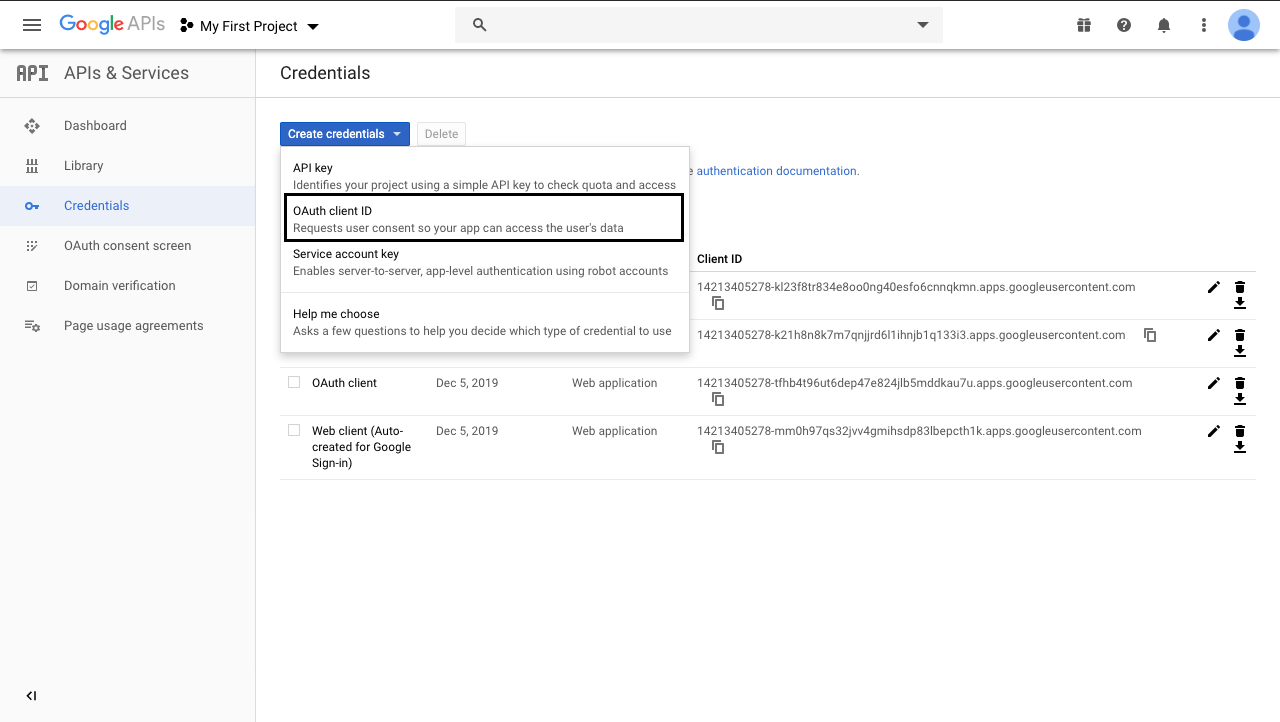 Google APIs
My First Project
API
APIs & Services
Credentials
Dashboard
Library
Credentials
OAuth consent screen
Domain verification
Page usage agreements
Create credentials
Delete
API key
Identifies your project using a simple API key to check quota and access
OAuth client ID
Requests user consent so your app can access the user's data
Service account key
Enables server-to-server, app-level authentication using robot accounts
Help me choose
Asks a few questions to help you decide which type of credential to use
authentication documentation.
Client ID
14213405278-kl23f8tr834e8oo0ng40esfo6cnnqkmn.apps.googleusercontent.com
14213405278-k21h8n8k7m7qnjjrd6l1ihnjb1q133i3.apps.googleusercontent.com
OAuth client Dec 5, 2019 Web application 14213405278-tfhb4t96ut6dep47e824jlb5mddkau7u.apps.googleusercontent.com
Web client (Auto- Dec 5, 2019 Web application 14213405278-mm0h97qs32jvv4gmihsdp83lbepcth1k.apps.googleusercontent.com
created for Google
Sign-in)